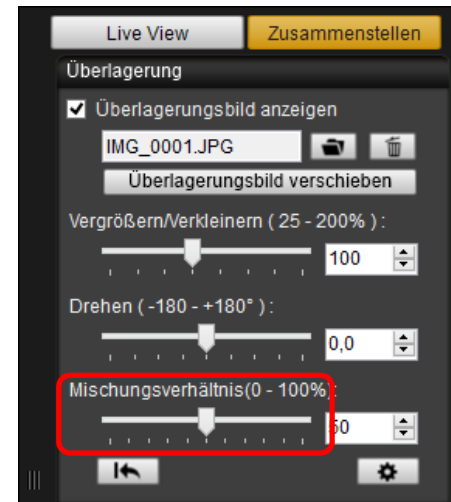 Live View
Zusammenstellen
Überlagerung
Überlagerungsbild anzeigen
IMG_0001.JPG
Überlagerungsbild verschieben
Vergrößern/Verkleinern ( 25 - 200% ) :
100
Drehen ( -180 - +180° ) :
0,0
Mischungsverhältnis(0 - 100%):
50